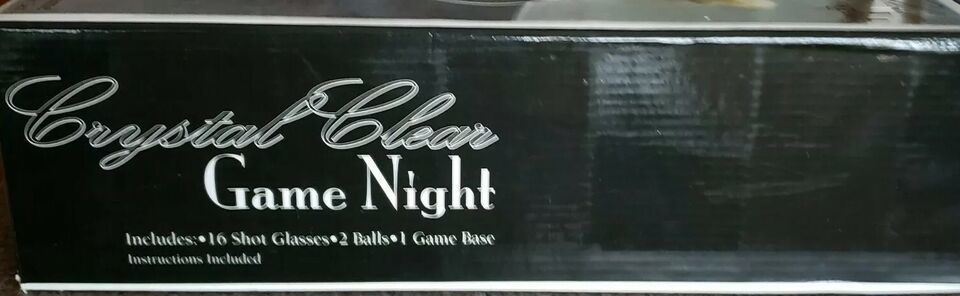 Crystal Clear
Game Night
Includes:•16 Shot Glasses•2 Balls•1 Game Base
Instructions Included